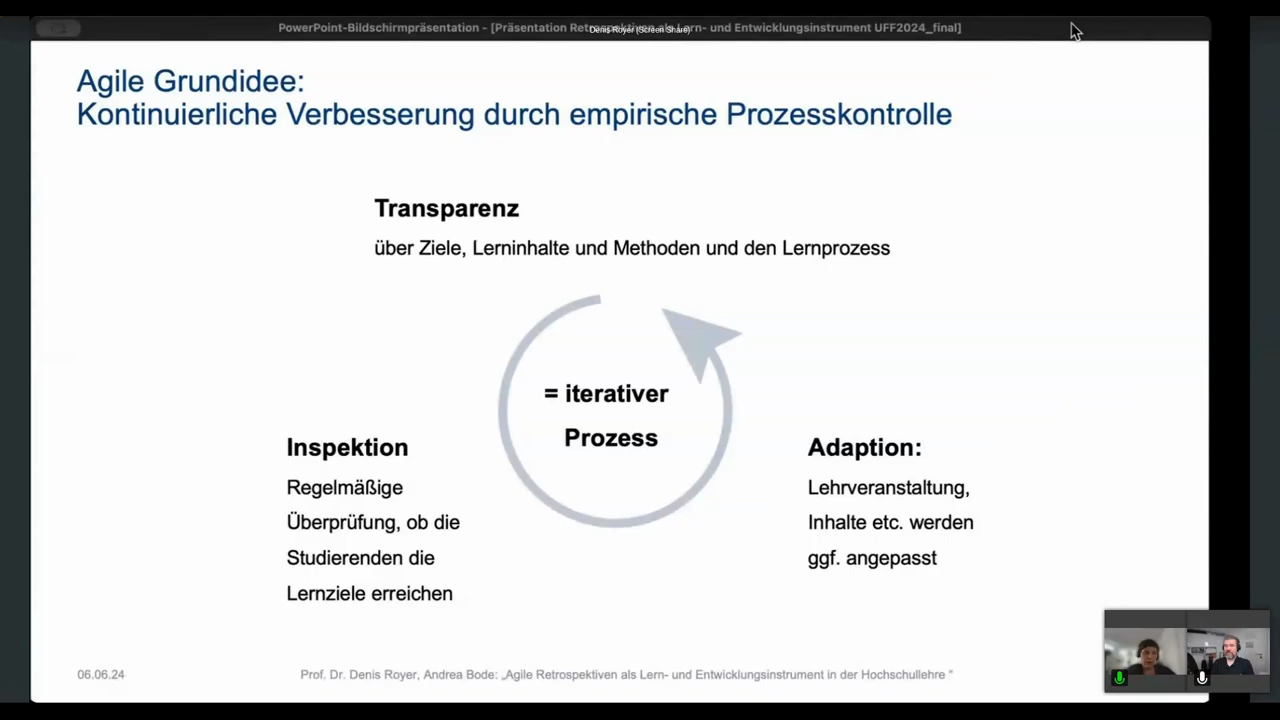 PowerPoint-Bildschirmpräsentation - [Präsentation Retrospektiven als Lern- und Entwicklungsinstrument UFF2024_final]
Denis Royer (Screen Share)
Agile Grundidee:
Kontinuierliche Verbesserung durch empirische Prozesskontrolle
Transparenz
über Ziele, Lerninhalte und Methoden und den Lernprozess
= iterativer
Prozess
Inspektion
Regelmäßige
Überprüfung, ob die
Studierenden die
Lernziele erreichen
Adaption:
Lehrveranstaltung,
Inhalte etc. werden
ggf. angepasst
06.06.24
Prof. Dr. Denis Royer, Andrea Bode: „Agile Retrospektiven als Lern- und Entwicklungsinstrument in der Hochschullehre “